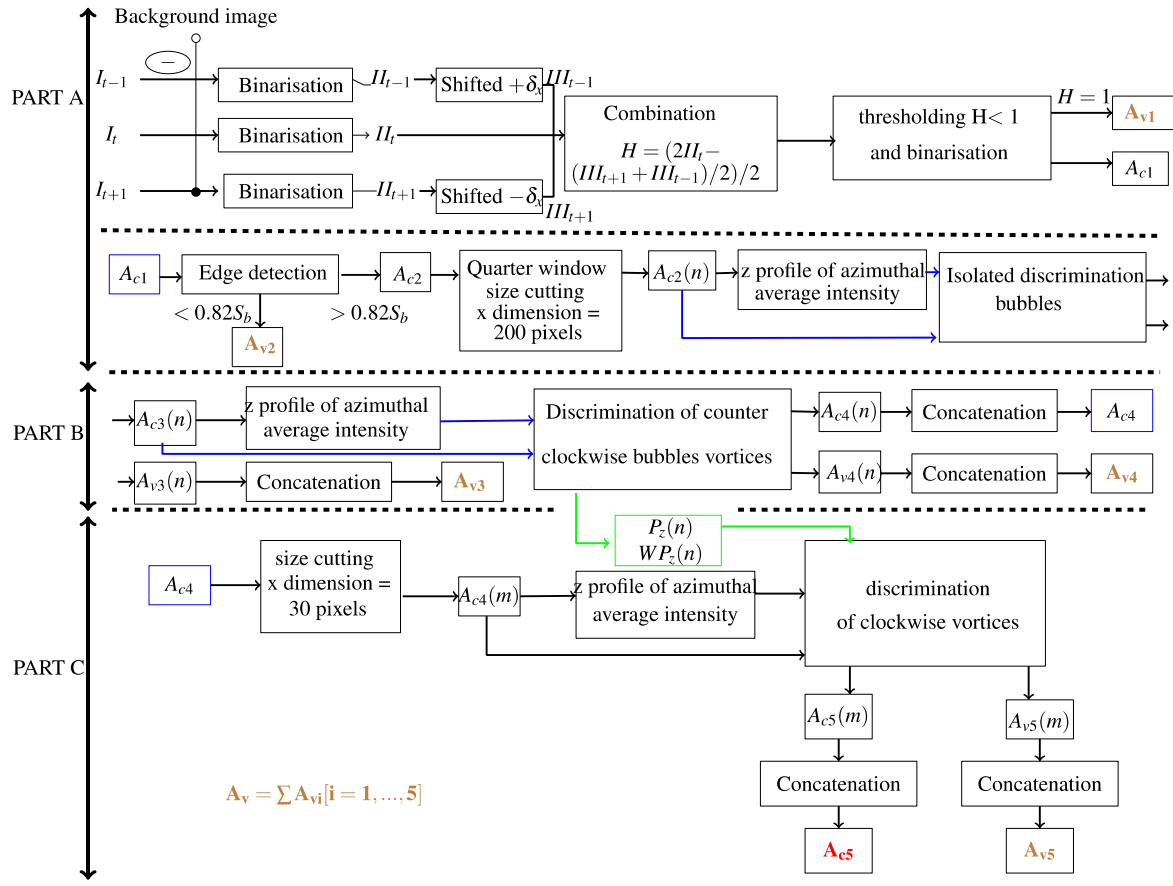 Background image
−
PART A
I_{t−1}
Binarisation
II_{t−1}
Shifted +δ_x
III_{t−1}
I_t
Binarisation
II_t
I_{t+1}
Binarisation
II_{t+1}
Shifted −δ_x
III_{t+1}
Combination
H = (2II_t−
(III_{t+1}+III_{t−1})/2)/2
thresholding H< 1
and binarisation
H = 1
A_{v1}
A_{c1}
A_{c1}
Edge detection
< 0.82S_b
> 0.82S_b
A_{v2}
A_{c2}
Quarter window
size cutting
x dimension =
200 pixels
A_{c2}(n)
z profile of azimuthal
average intensity
Isolated discrimination
bubbles
PART B
A_{c3}(n)
z profile of azimuthal
average intensity
A_{v3}(n)
Concatenation
A_{v3}
Discrimination of counter
clockwise bubbles vortices
A_{c4}(n)
Concatenation
A_{c4}
A_{v4}(n)
Concatenation
A_{v4}
P_z(n)
WP_z(n)
PART C
A_{c4}
size cutting
x dimension =
30 pixels
A_{c4}(m)
z profile of azimuthal
average intensity
discrimination
of clockwise vortices
A_{c5}(m)
A_{v5}(m)
Concatenation
Concatenation
A_{c5}
A_{v5}
A_v = ∑ A_{vi}[i = 1, ..., 5]